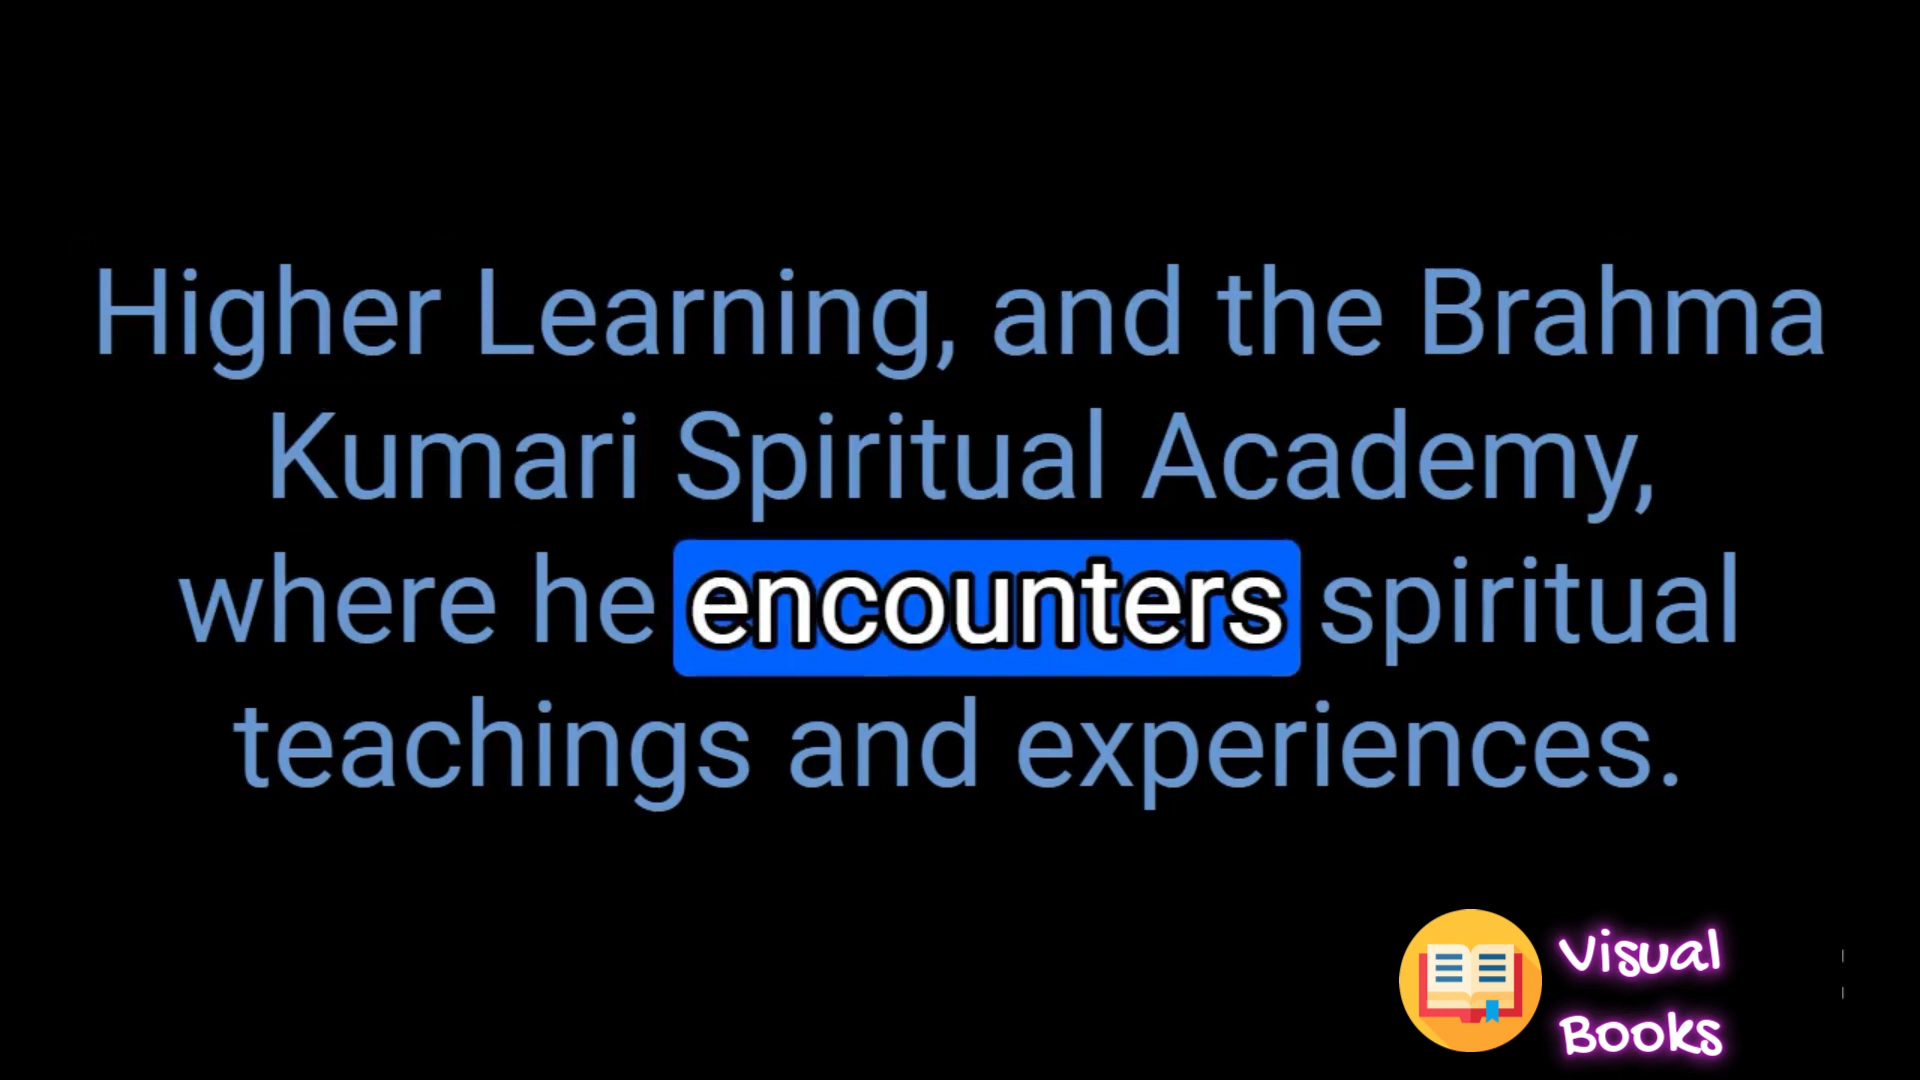 Higher Learning, and the Brahma
Kumari Spiritual Academy,
where he encounters spiritual
teachings and experiences.
Visual
Books